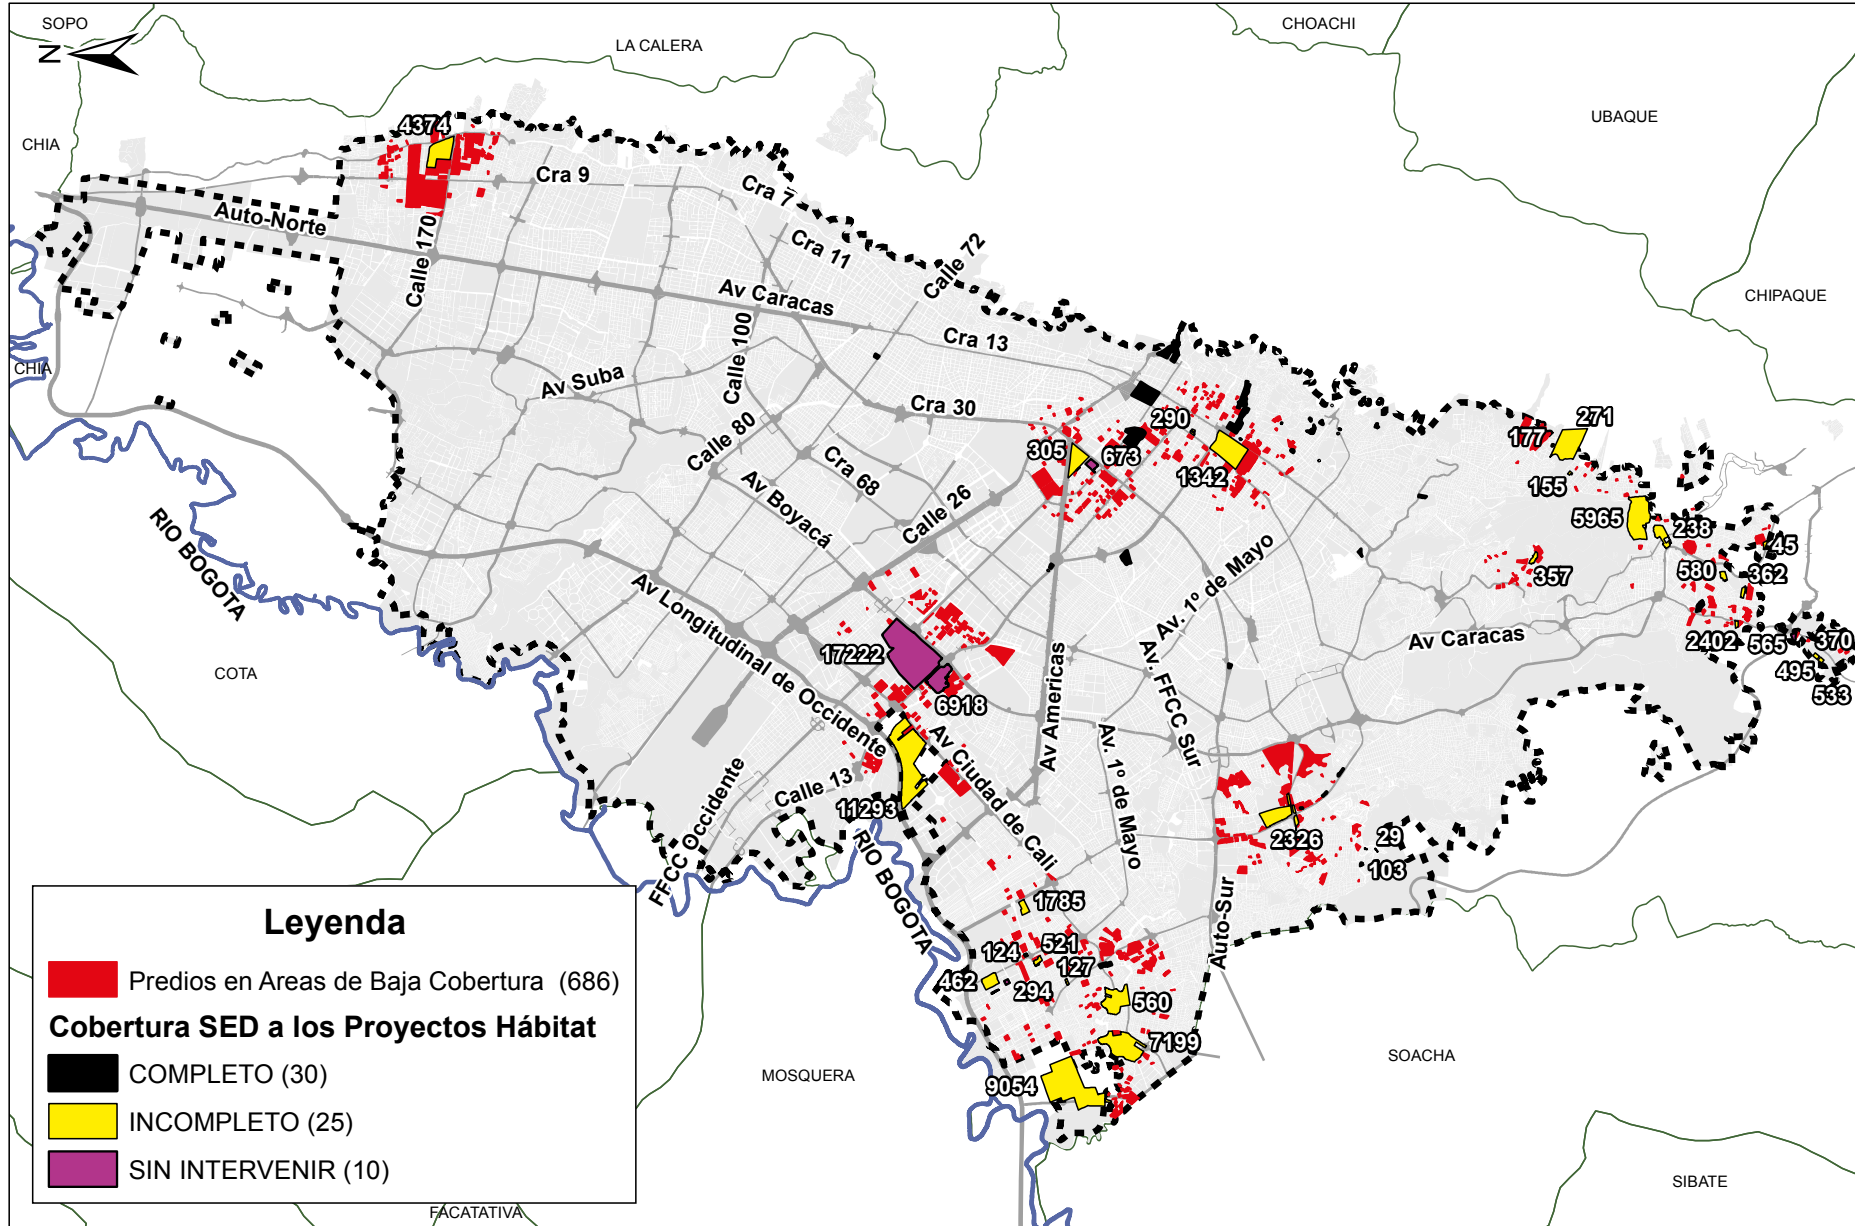 SOPO
CHOACHI
LA CALERA
N
UBAQUE
CHIA
4374
Cra 9
Cra 7
Auto-Norte
Cra 11
Calle 72
Calle 170
CHIPAQUE
Av Caracas
Cra 13
CHIA
Calle 100
Av Suba
Cra 30
290
271
177
Calle 80
305
673
1342
155
Cra 68
Av Boyacá
Calle 26
5965
238
45
RIO BOGOTA
357
580
362
Av. 1º de Mayo
Av Longitudinal de Occidente
Av Caracas
2402
565
370
17222
495
533
COTA
6918
Av Americas
Av. FFCC Sur
Av Ciudad de Cali
Av. 1º de Mayo
FFCC Occidente
Calle 13
11293
2326
29
103
RIO BOGOTA
1785
Auto-Sur
521
124
127
462
294
560
7199
9054
MOSQUERA
SOACHA
SIBATE
FACATATIVA
Leyenda
Predios en Areas de Baja Cobertura (686)
Cobertura SED a los Proyectos Hábitat
COMPLETO (30)
INCOMPLETO (25)
SIN INTERVENIR (10)